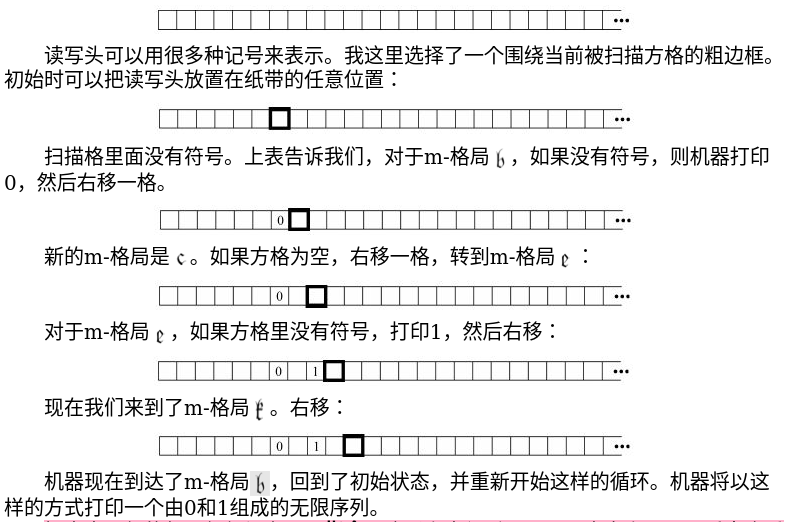 ...
读写头可以用很多种记号来表示。我这里选择了一个围绕当前被扫描方格的粗边框。
初始时可以把读写头放置在纸带的任意位置：
...
扫描格里面没有符号。上表告诉我们，对于m-格局 𝔟 ，如果没有符号，则机器打印
0，然后右移一格。
0 ...
新的m-格局是 𝔠 。如果方格为空，右移一格，转到m-格局 𝔢 ：
0 ...
对于m-格局 𝔢 ，如果方格里没有符号，打印1，然后右移：
0 1 ...
现在我们来到了m-格局 𝔨 。右移：
0 1 ...
机器现在到达了m-格局 𝔟 ，回到了初始状态，并重新开始这样的循环。机器将以这
样的方式打印一个由0和1组成的无限序列。